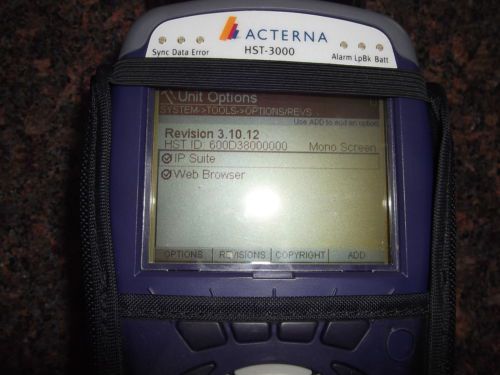 ACTERNA
HST-3000
Sync Data Error
Alarm LpBk Batt
Unit Options
SYSTEM->TOOLS->OPTIONS/REVS
Use ADD to add an option
Revision 3.10.12
HST ID: 600D38000000 Mono Screen
IP Suite
Web Browser
OPTIONS REVISIONS COPYRIGHT ADD